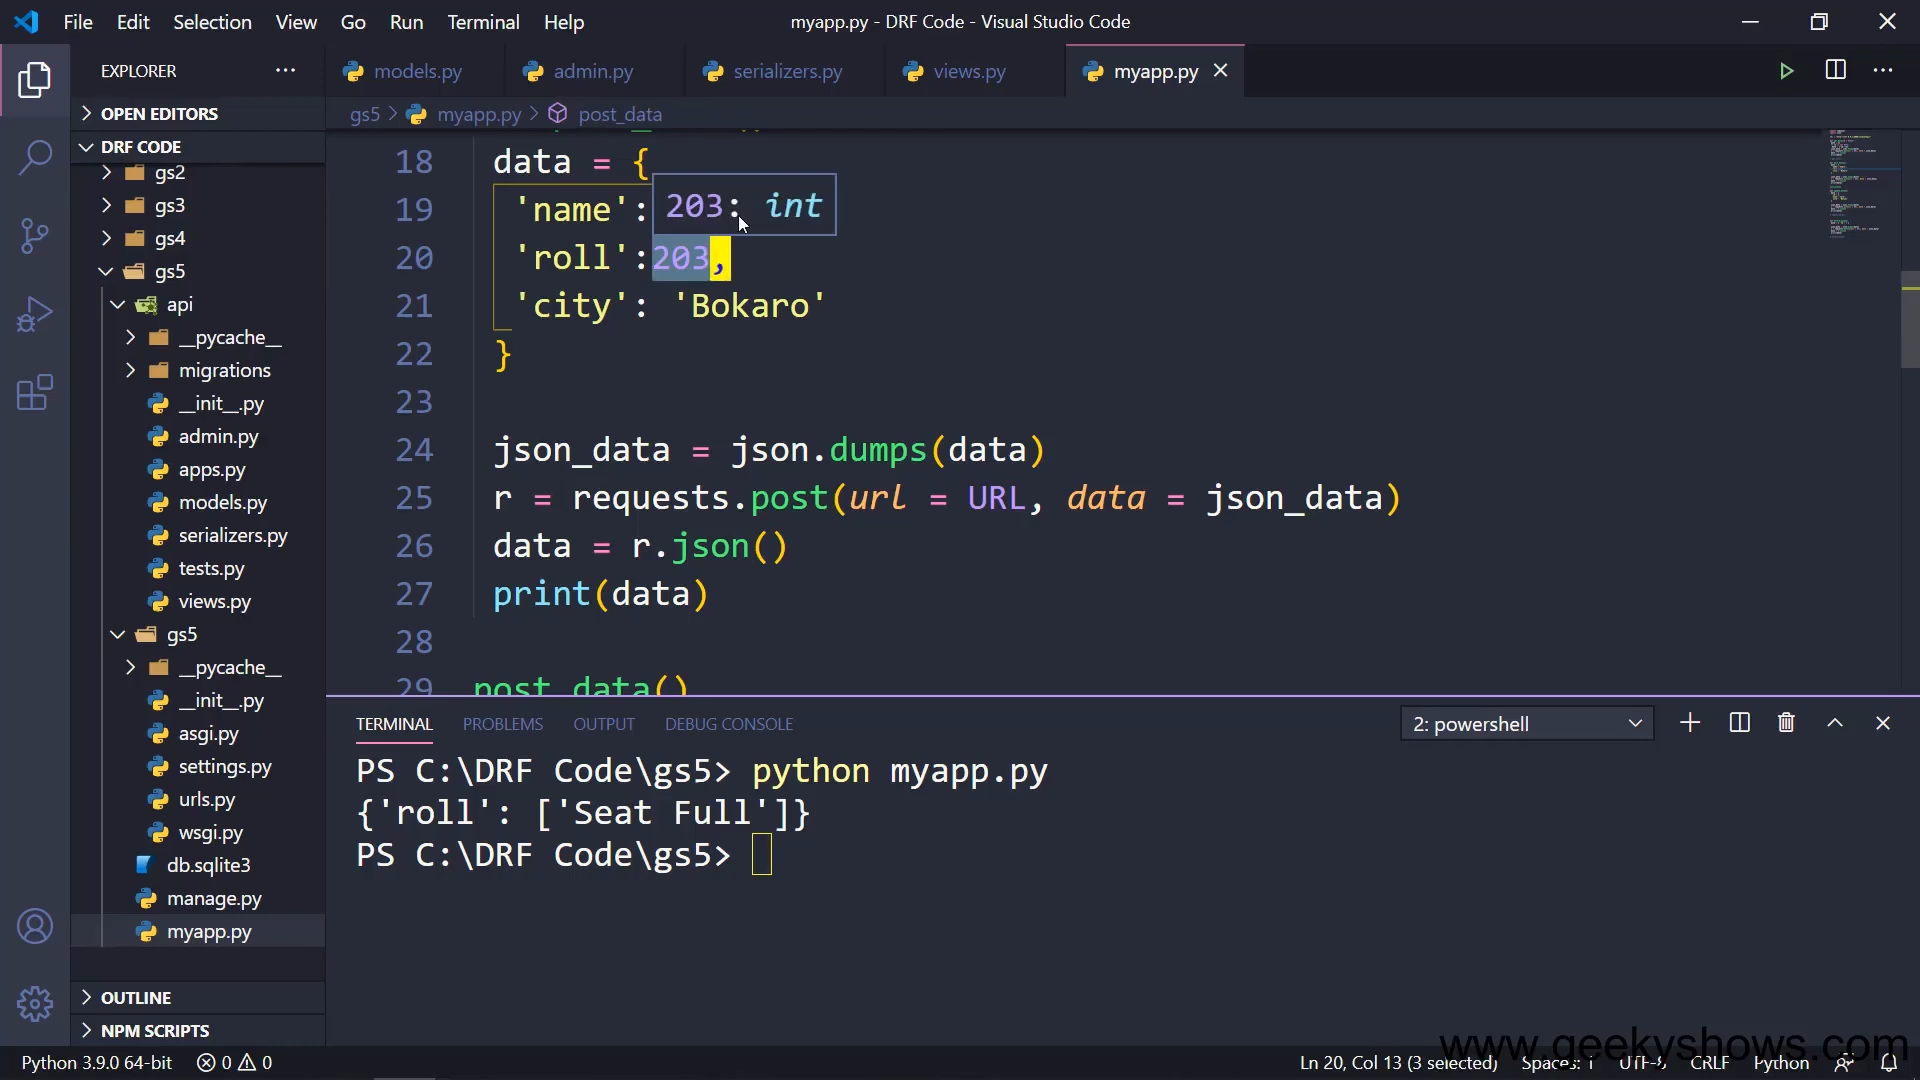 File Edit Selection View Go Run Terminal Help
myapp.py - DRF Code - Visual Studio Code
EXPLORER
OPEN EDITORS
DRF CODE
gs2
gs3
gs4
gs5
api
__pycache__
migrations
__init__.py
admin.py
apps.py
models.py
serializers.py
tests.py
views.py
gs5
__pycache__
__init__.py
asgi.py
settings.py
urls.py
wsgi.py
db.sqlite3
manage.py
myapp.py
OUTLINE
NPM SCRIPTS
models.py admin.py serializers.py views.py myapp.py
gs5 > myapp.py > post_data
18 data = {
19 'name':
203: int
20 'roll':203,
21 'city': 'Bokaro'
22 }
23
24 json_data = json.dumps(data)
25 r = requests.post(url = URL, data = json_data)
26 data = r.json()
27 print(data)
28
29 post_data()
TERMINAL PROBLEMS OUTPUT DEBUG CONSOLE
2: powershell
PS C:\DRF Code\gs5> python myapp.py
{'roll': ['Seat Full']}
PS C:\DRF Code\gs5>
www.geekyshows.com
Python 3.9.0 64-bit 0 0
Ln 20, Col 13 (3 selected) Spaces: 1 UTF-8 CRLF Python